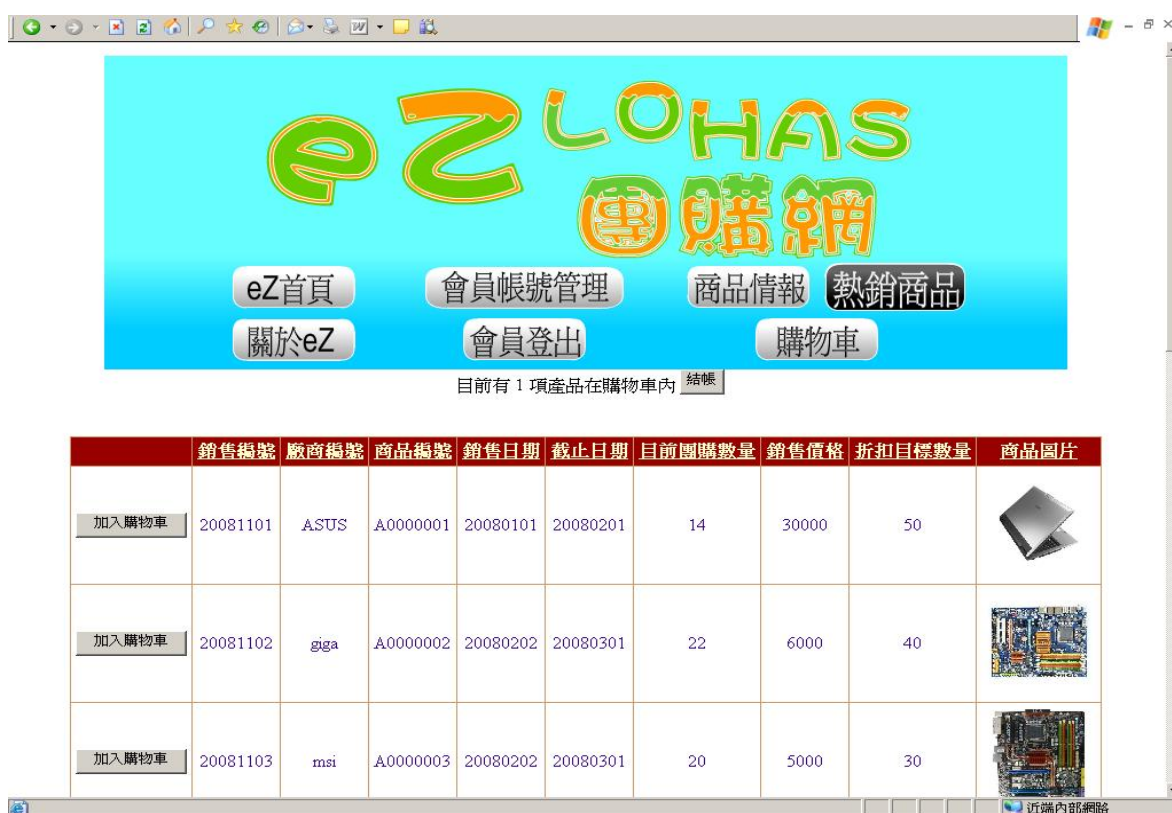 eZ LOHAS
團購網
eZ首頁 會員帳號管理 商品情報 熱銷商品
關於eZ 會員登出 購物車
目前有 1 項產品在購物車內 結帳
銷售編號 廠商編號 商品編號 銷售日期 截止日期 目前團購數量 銷售價格 折扣目標數量 商品圖片
加入購物車 20081101 ASUS A0000001 20080101 20080201 14 30000 50
加入購物車 20081102 giga A0000002 20080202 20080301 22 6000 40
加入購物車 20081103 msi A0000003 20080202 20080301 20 5000 30
近端內部網路